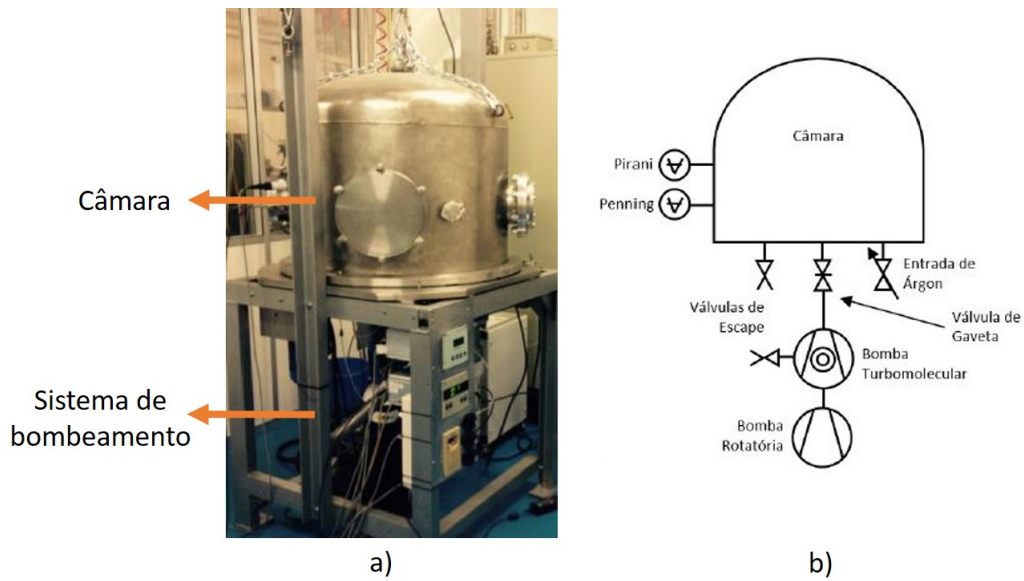 Câmara
Sistema de
bombeamento
a)
Câmara
Pirani
Penning
Entrada de
Árgon
Válvulas de
Escape
Válvula de
Gaveta
Bomba
Turbomolecular
Bomba
Rotatória
b)